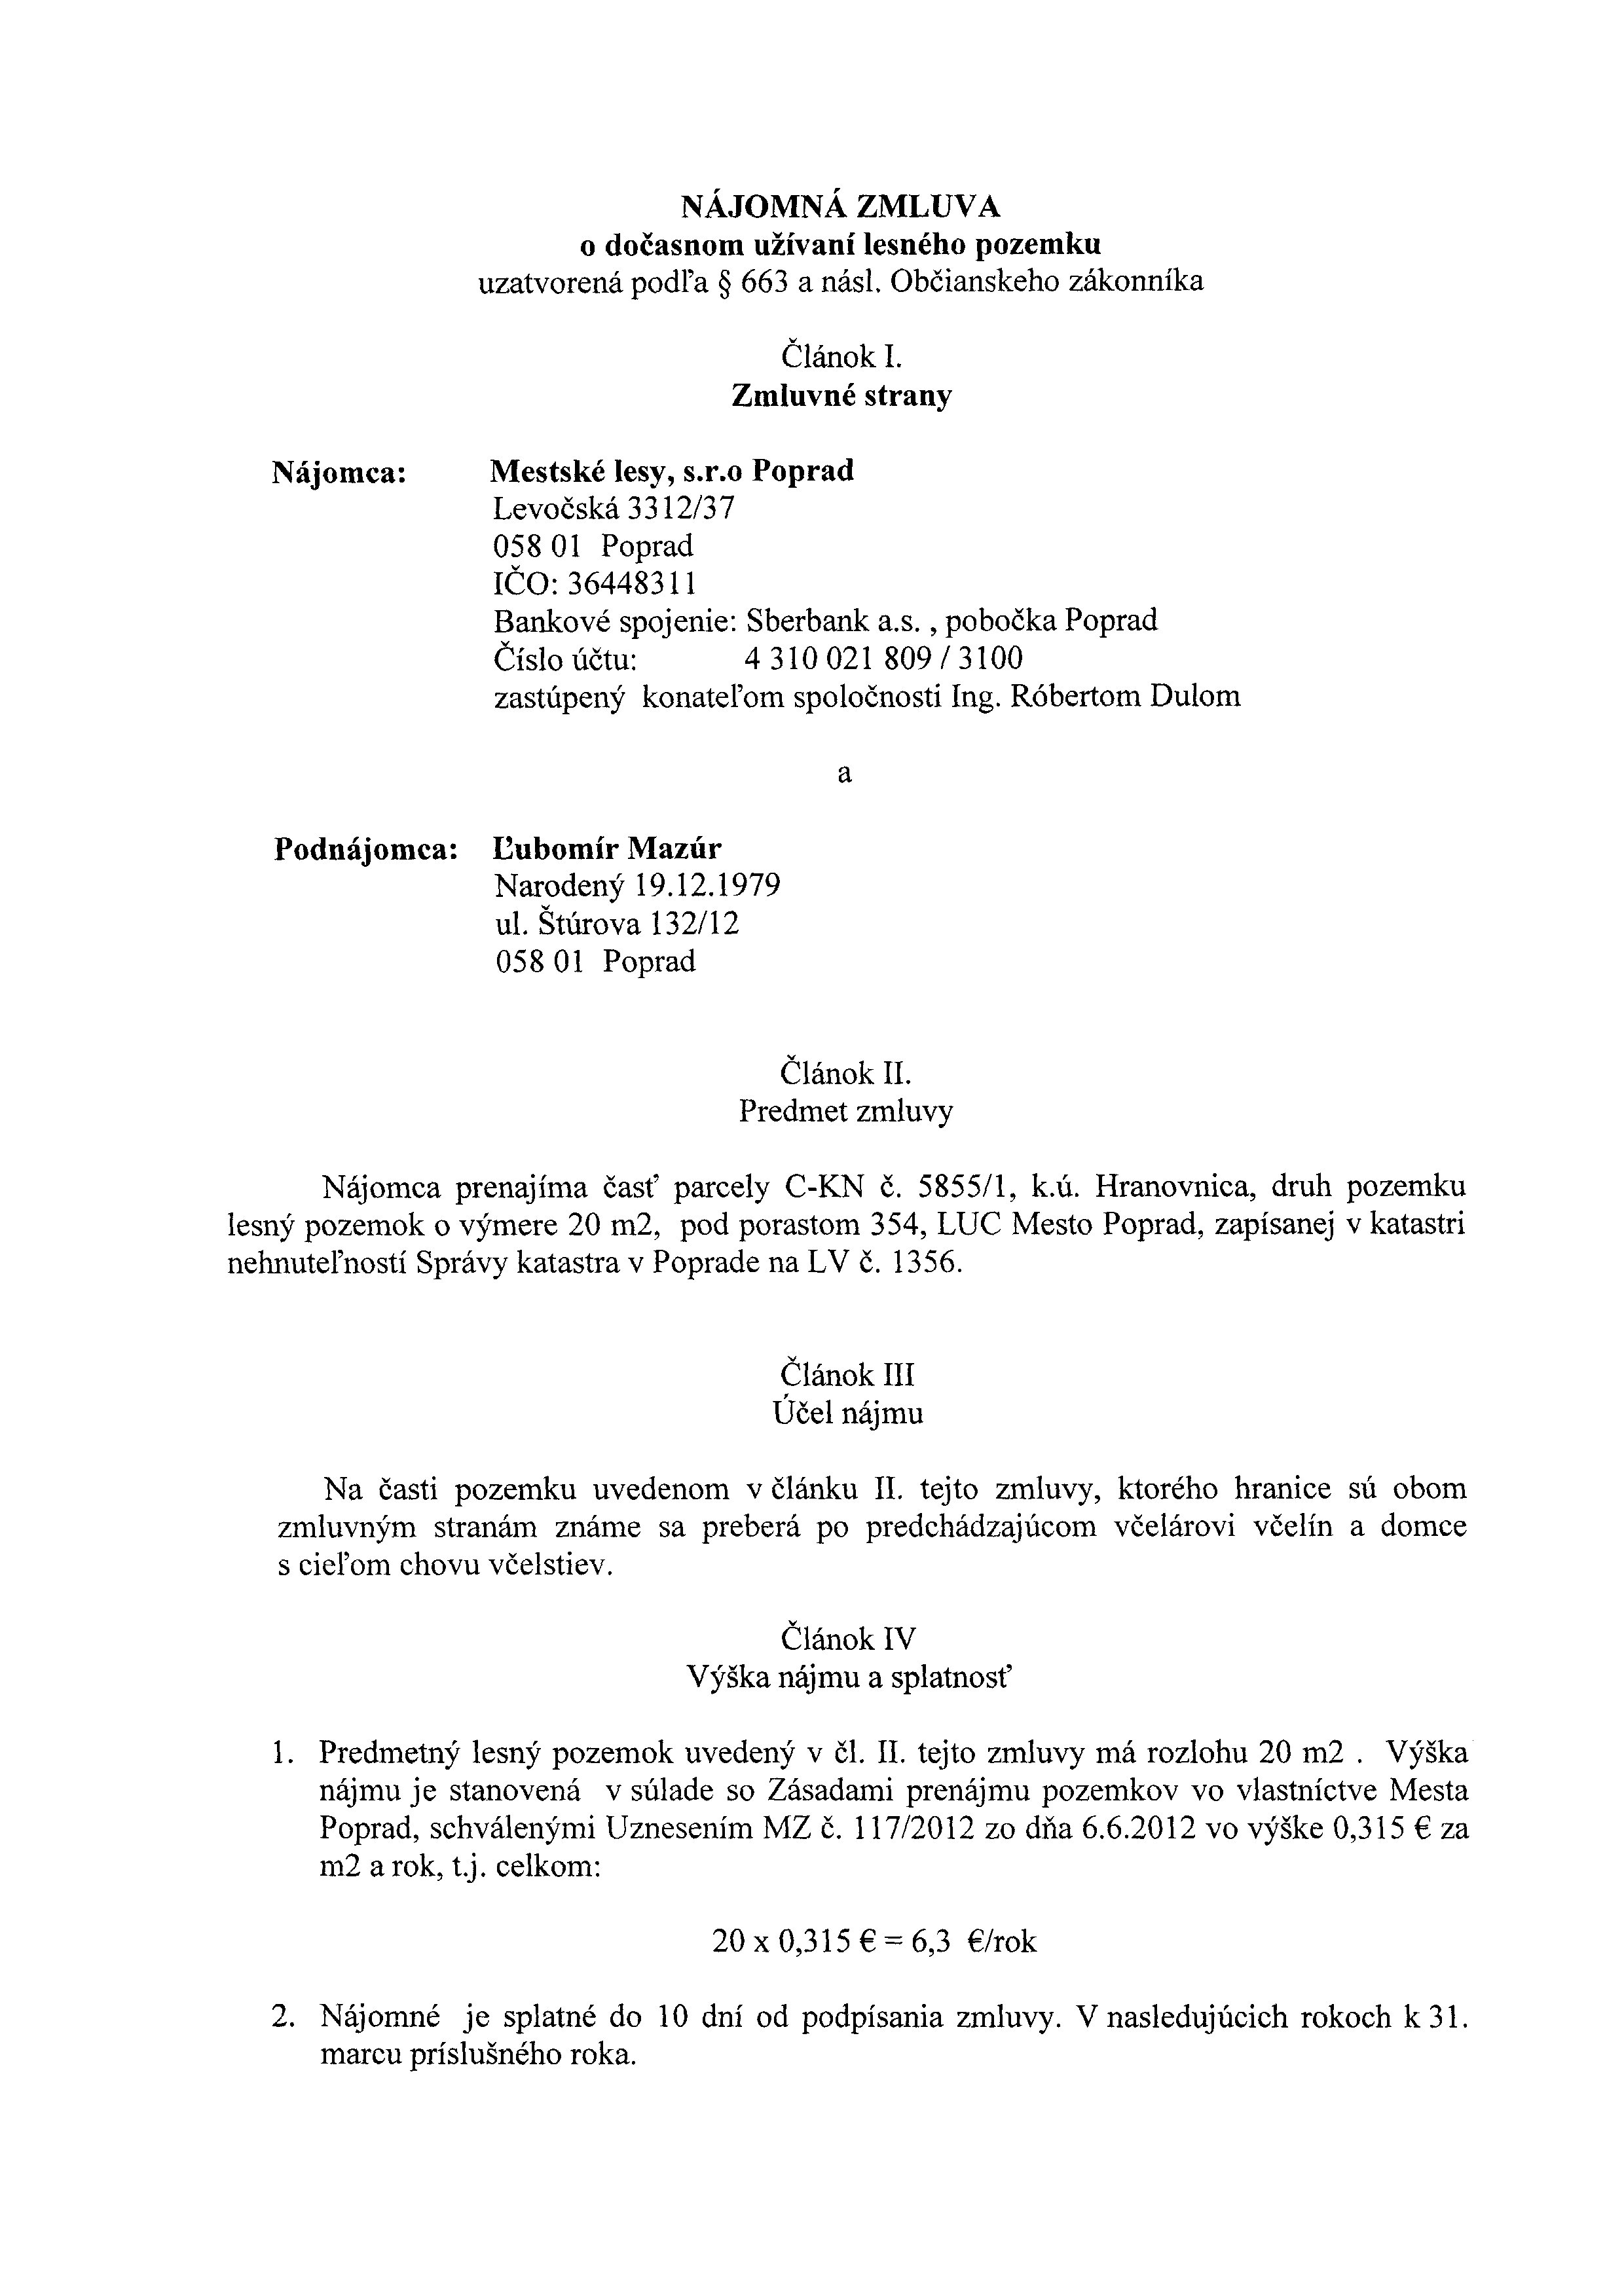 NÁJOMNÁ ZMLUVA
o dočasnom užívaní lesného pozemku
uzatvorená podľa § 663 a násl. Občianskeho zákonníka
Článok I.
Zmluvné strany
Nájomca: Mestské lesy, s.r.o Poprad
Levočská 3312/37
058 01 Poprad
IČO: 36448311
Bankové spojenie: Sberbank a.s. , pobočka Poprad
Číslo účtu: 4 310 021 809 / 3100
zastúpený konateľom spoločnosti Ing. Róbertom Dulom
a
Podnájomca: Ľubomír Mazúr
Narodený 19.12.1979
ul. Štúrova 132/12
058 01 Poprad
Článok II.
Predmet zmluvy
Nájomca prenajíma časť parcely C-KN č. 5855/1, k.ú. Hranovnica, druh pozemku
lesný pozemok o výmere 20 m2, pod porastom 354, LUC Mesto Poprad, zapísanej v katastri
nehnuteľností Správy katastra v Poprade na LV č. 1356.
Článok III
Účel nájmu
Na časti pozemku uvedenom v článku II. tejto zmluvy, ktorého hranice sú obom
zmluvným stranám známe sa preberá po predchádzajúcom včelárovi včelín a domce
s cieľom chovu včelstiev.
Článok IV
Výška nájmu a splatnosť
1. Predmetný lesný pozemok uvedený v čl. II. tejto zmluvy má rozlohu 20 m2 . Výška
nájmu je stanovená v súlade so Zásadami prenájmu pozemkov vo vlastníctve Mesta
Poprad, schválenými Uznesením MZ č. 117/2012 zo dňa 6.6.2012 vo výške 0,315 € za
m2 a rok, t.j. celkom:
20 x 0,315 € = 6,3 €/rok
2. Nájomné je splatné do 10 dní od podpísania zmluvy. V nasledujúcich rokoch k 31.
marcu príslušného roka.